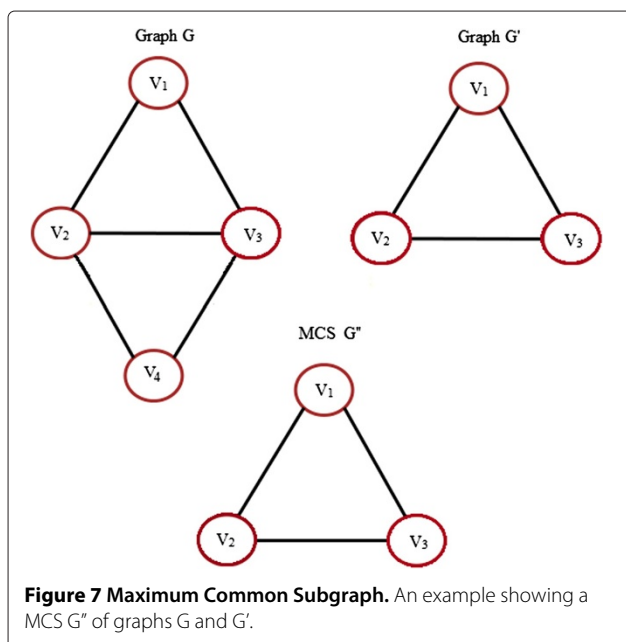 Graph G
Graph G'
V1
V1
V2
V3
V2
V3
MCS G"
V4
V1
V2
V3
Figure 7 Maximum Common Subgraph. An example showing a
MCS G” of graphs G and G’.